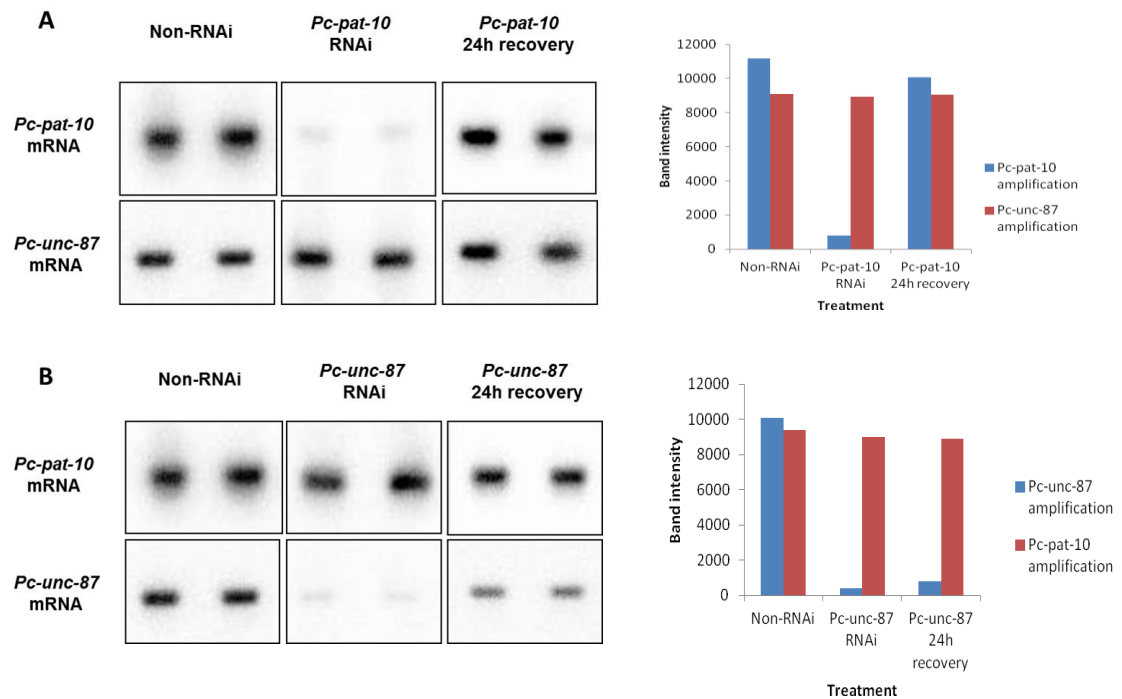 A
Non-RNAi
Pc-pat-10
RNAi
Pc-pat-10
24h recovery
Pc-pat-10
mRNA
Pc-unc-87
mRNA
12000
10000
8000
6000
4000
2000
0
Band intensity
Non-RNAi
Pc-pat-10
RNAi
Pc-pat-10
24h recovery
Treatment
Pc-pat-10
amplification
Pc-unc-87
amplification
B
Non-RNAi
Pc-unc-87
RNAi
Pc-unc-87
24h recovery
Pc-pat-10
mRNA
Pc-unc-87
mRNA
12000
10000
8000
6000
4000
2000
0
Band intensity
Non-RNAi
Pc-unc-87
RNAi
Pc-unc-87
24h
recovery
Treatment
Pc-unc-87
amplification
Pc-pat-10
amplification